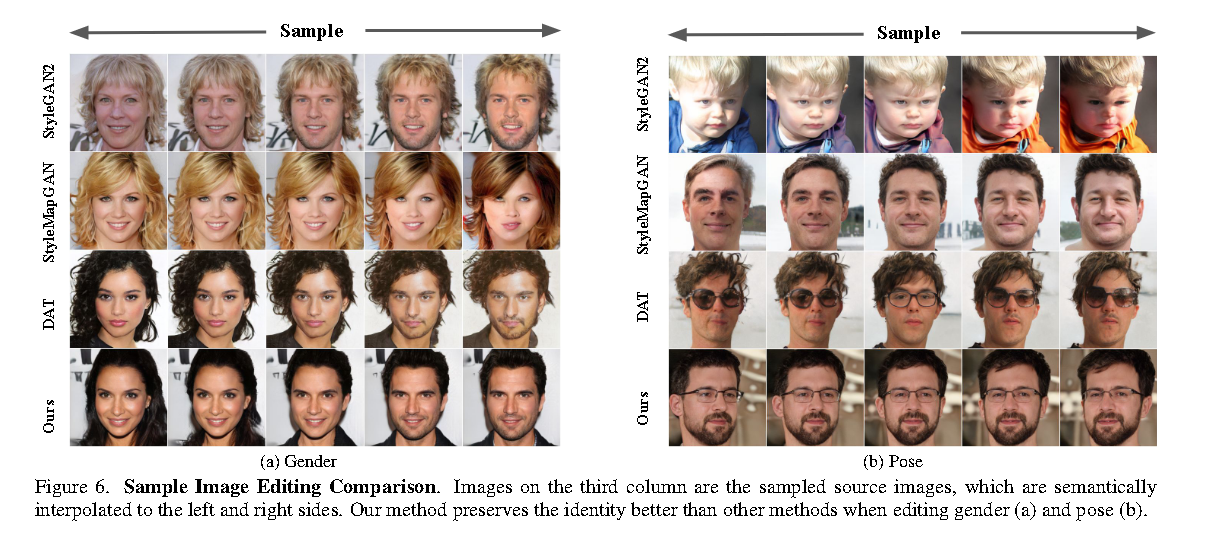 Sample
Sample
StyleGAN2
StyleMapGAN
DAT
Ours
StyleGAN2
StyleMapGAN
DAT
Ours
(a) Gender
(b) Pose
Figure 6. Sample Image Editing Comparison. Images on the third column are the sampled source images, which are semantically
interpolated to the left and right sides. Our method preserves the identity better than other methods when editing gender (a) and pose (b).